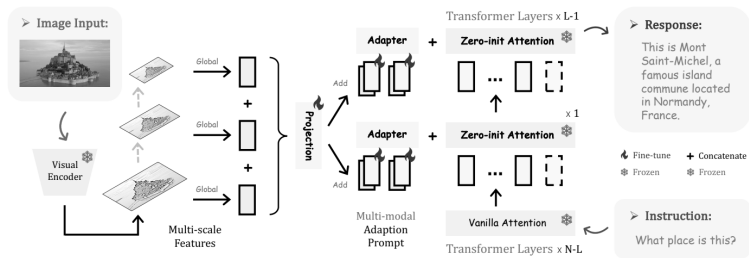 ➢ Image Input:
Visual
Encoder
Global
Global
Global
+
+
Multi-scale
Features
Projection
Add
Add
Transformer Layers x L-1
Adapter
+
Zero-init Attention
...
x 1
Adapter
+
Zero-init Attention
...
Multi-modal
Adaption
Prompt
Vanilla Attention
Transformer Layers x N-L
➢ Response:
This is Mont
Saint-Michel, a
famous island
commune located
in Normandy,
France.
Fine-tune
+ Concatenate
Frozen
Frozen
➢ Instruction:
What place is this?